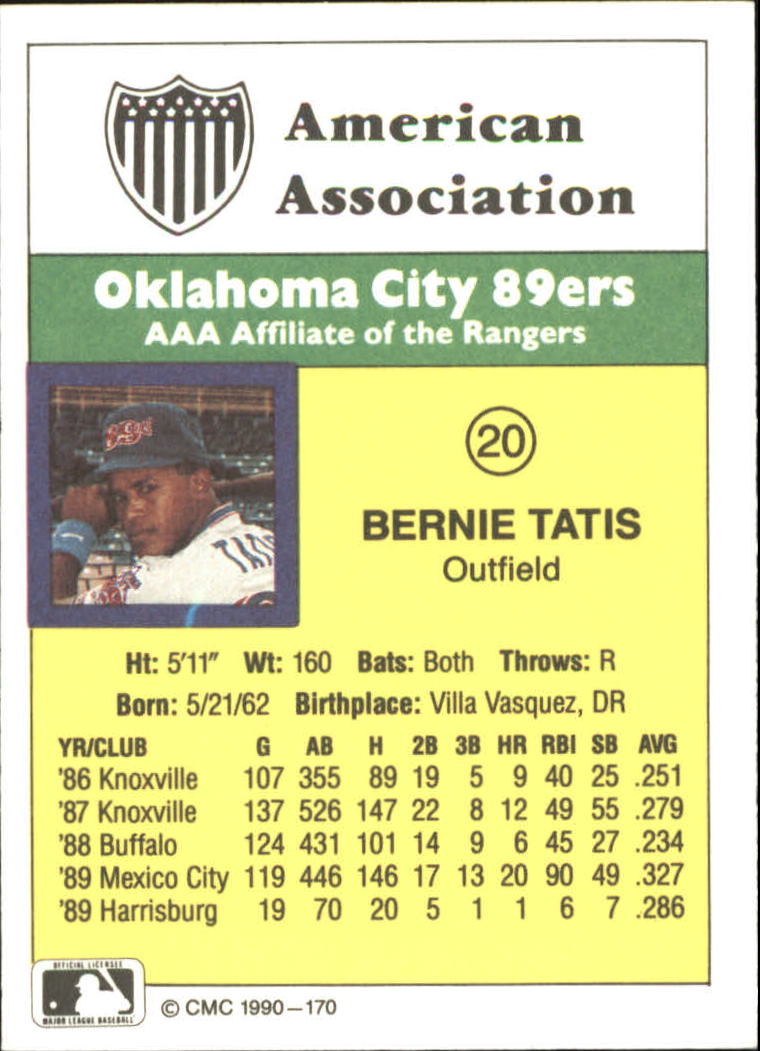 American
Association
Oklahoma City 89ers
AAA Affiliate of the Rangers
20
BERNIE TATIS
Outfield
Ht: 5'11" Wt: 160 Bats: Both Throws: R
Born: 5/21/62 Birthplace: Villa Vasquez, DR
YR/CLUB G AB H 2B 3B HR RBI SB AVG
'86 Knoxville 107 355 89 19 5 9 40 25 .251
'87 Knoxville 137 526 147 22 8 12 49 55 .279
'88 Buffalo 124 431 101 14 9 6 45 27 .234
'89 Mexico City 119 446 146 17 13 20 90 49 .327
'89 Harrisburg 19 70 20 5 1 1 6 7 .286
OFFICIAL LICENSEE
MAJOR LEAGUE BASEBALL
© CMC 1990–170